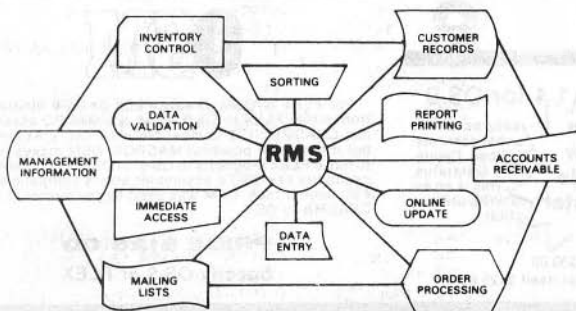 INVENTORY
CONTROL
CUSTOMER
RECORDS
SORTING
DATA
VALIDATION
REPORT
PRINTING
RMS
MANAGEMENT
INFORMATION
ACCOUNTS
RECEIVABLE
IMMEDIATE
ACCESS
ONLINE
UPDATE
DATA
ENTRY
MAILING
LISTS
ORDER
PROCESSING